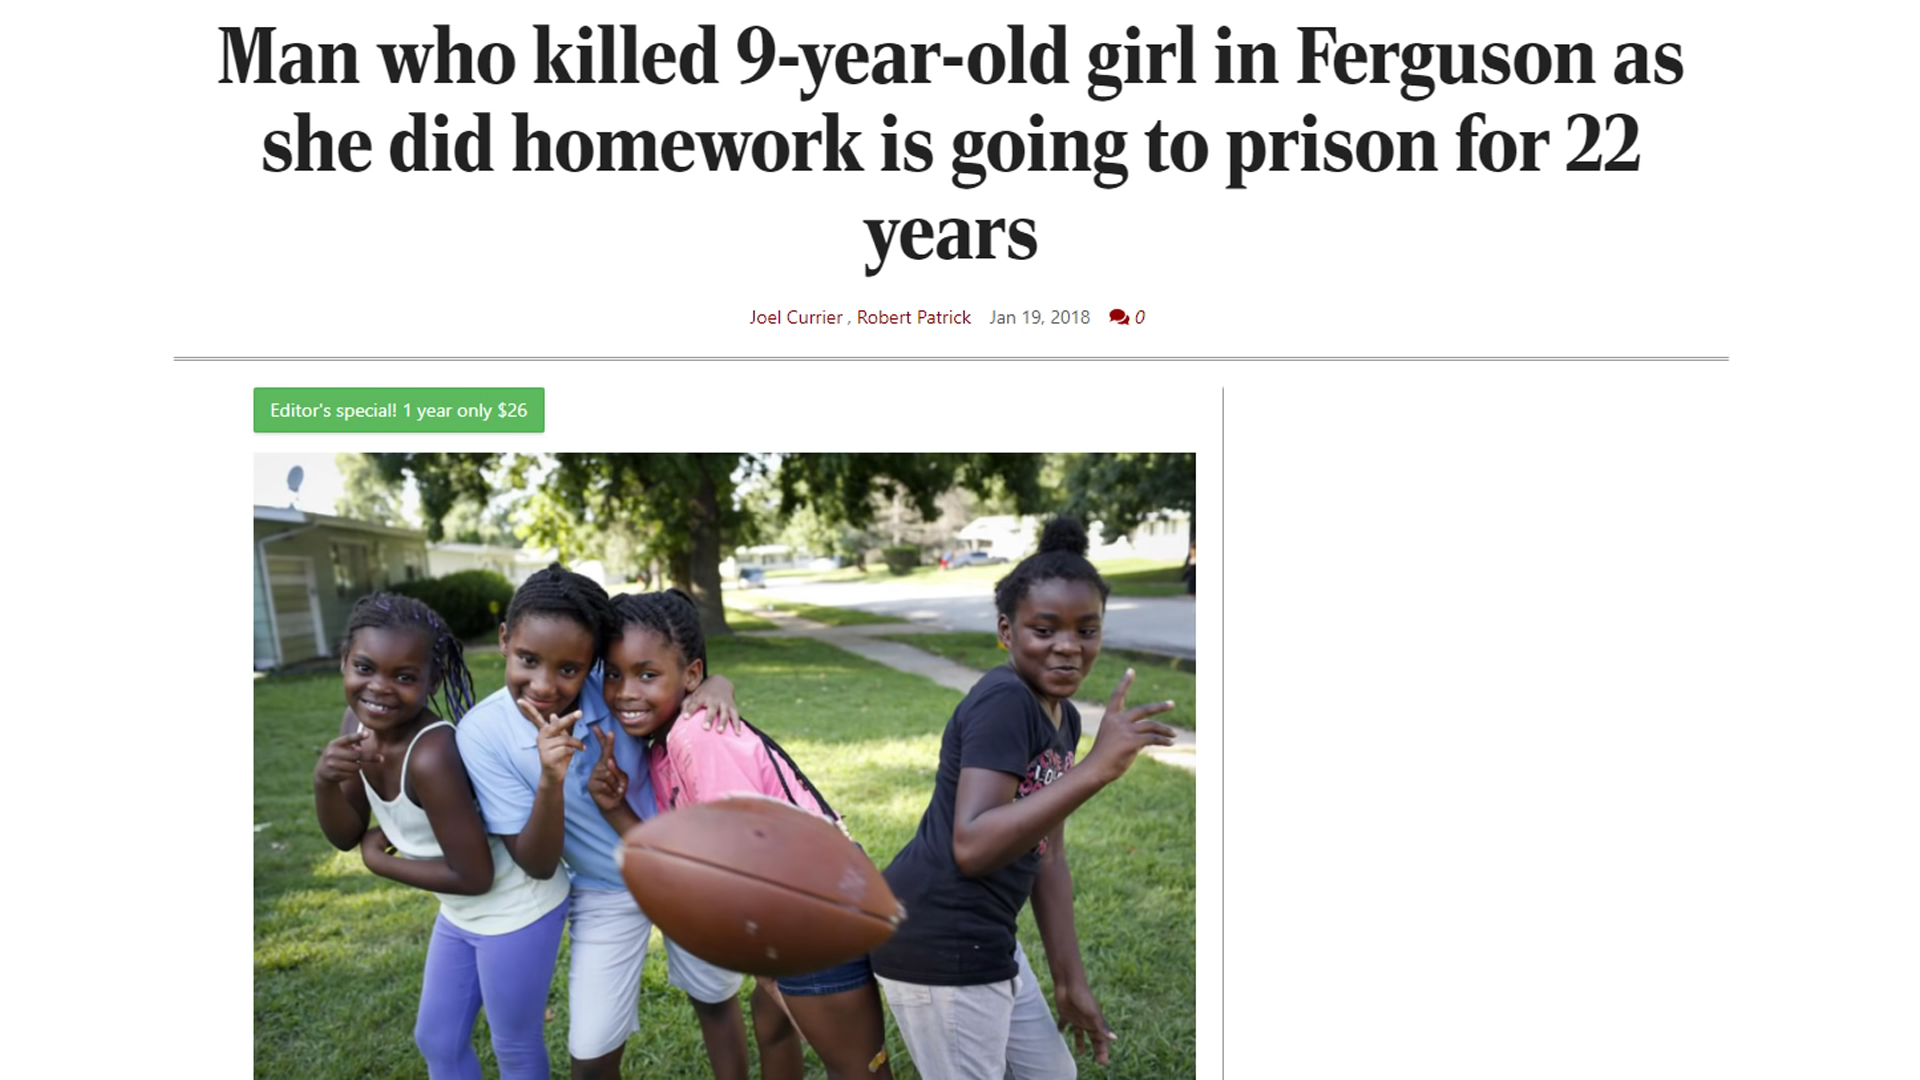 Man who killed 9-year-old girl in Ferguson as
she did homework is going to prison for 22
years
Joel Currier , Robert Patrick Jan 19, 2018 0
Editor's special! 1 year only $26